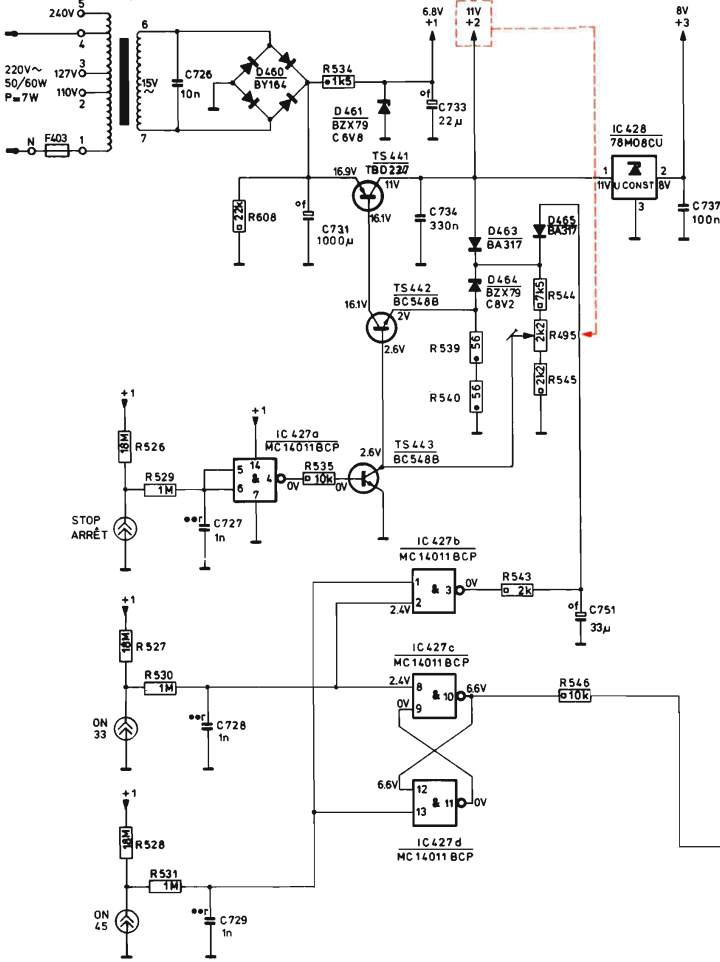 5
240V
4
220V~
50/60W
P=7W
3
127V
110V
2
N
F403
1
6
15V
~
7
C726
10n
D460
BY164
R534
1k5
D461
BZX79
C6V8
6.8V
+1
C733
22µ
11V
+2
8V
+3
IC428
78M08CU
1
11V
U CONST
2
8V
3
C737
100n
16.9V
TS441
11V
16.1V
22k
R608
C731
1000µ
C734
330n
D463
BA317
D465
BA317
D464
BZX79
C8V2
7k5
R544
2k2
R495
2k2
R545
16.1V
TS442
BC548B
2V
2.6V
R539
56
R540
56
+1
18M
R526
R529
1M
STOP
ARRÊT
C727
1n
+1
IC427a
MC14011BCP
5
6
14
&
7
4
0V
R535
10k
0V
2.6V
TS443
BC548B
IC427b
MC14011BCP
1
2
& 3
0V
2.4V
R543
2k
C751
33µ
+1
18M
R527
R530
1M
ON
33
C728
1n
IC427c
MC14011BCP
2.4V
8
0V
9
& 10
6.6V
R546
10k
6.6V
12
13
& 11
0V
IC427d
MC14011BCP
+1
18M
R528
R531
1M
ON
45
C729
1n